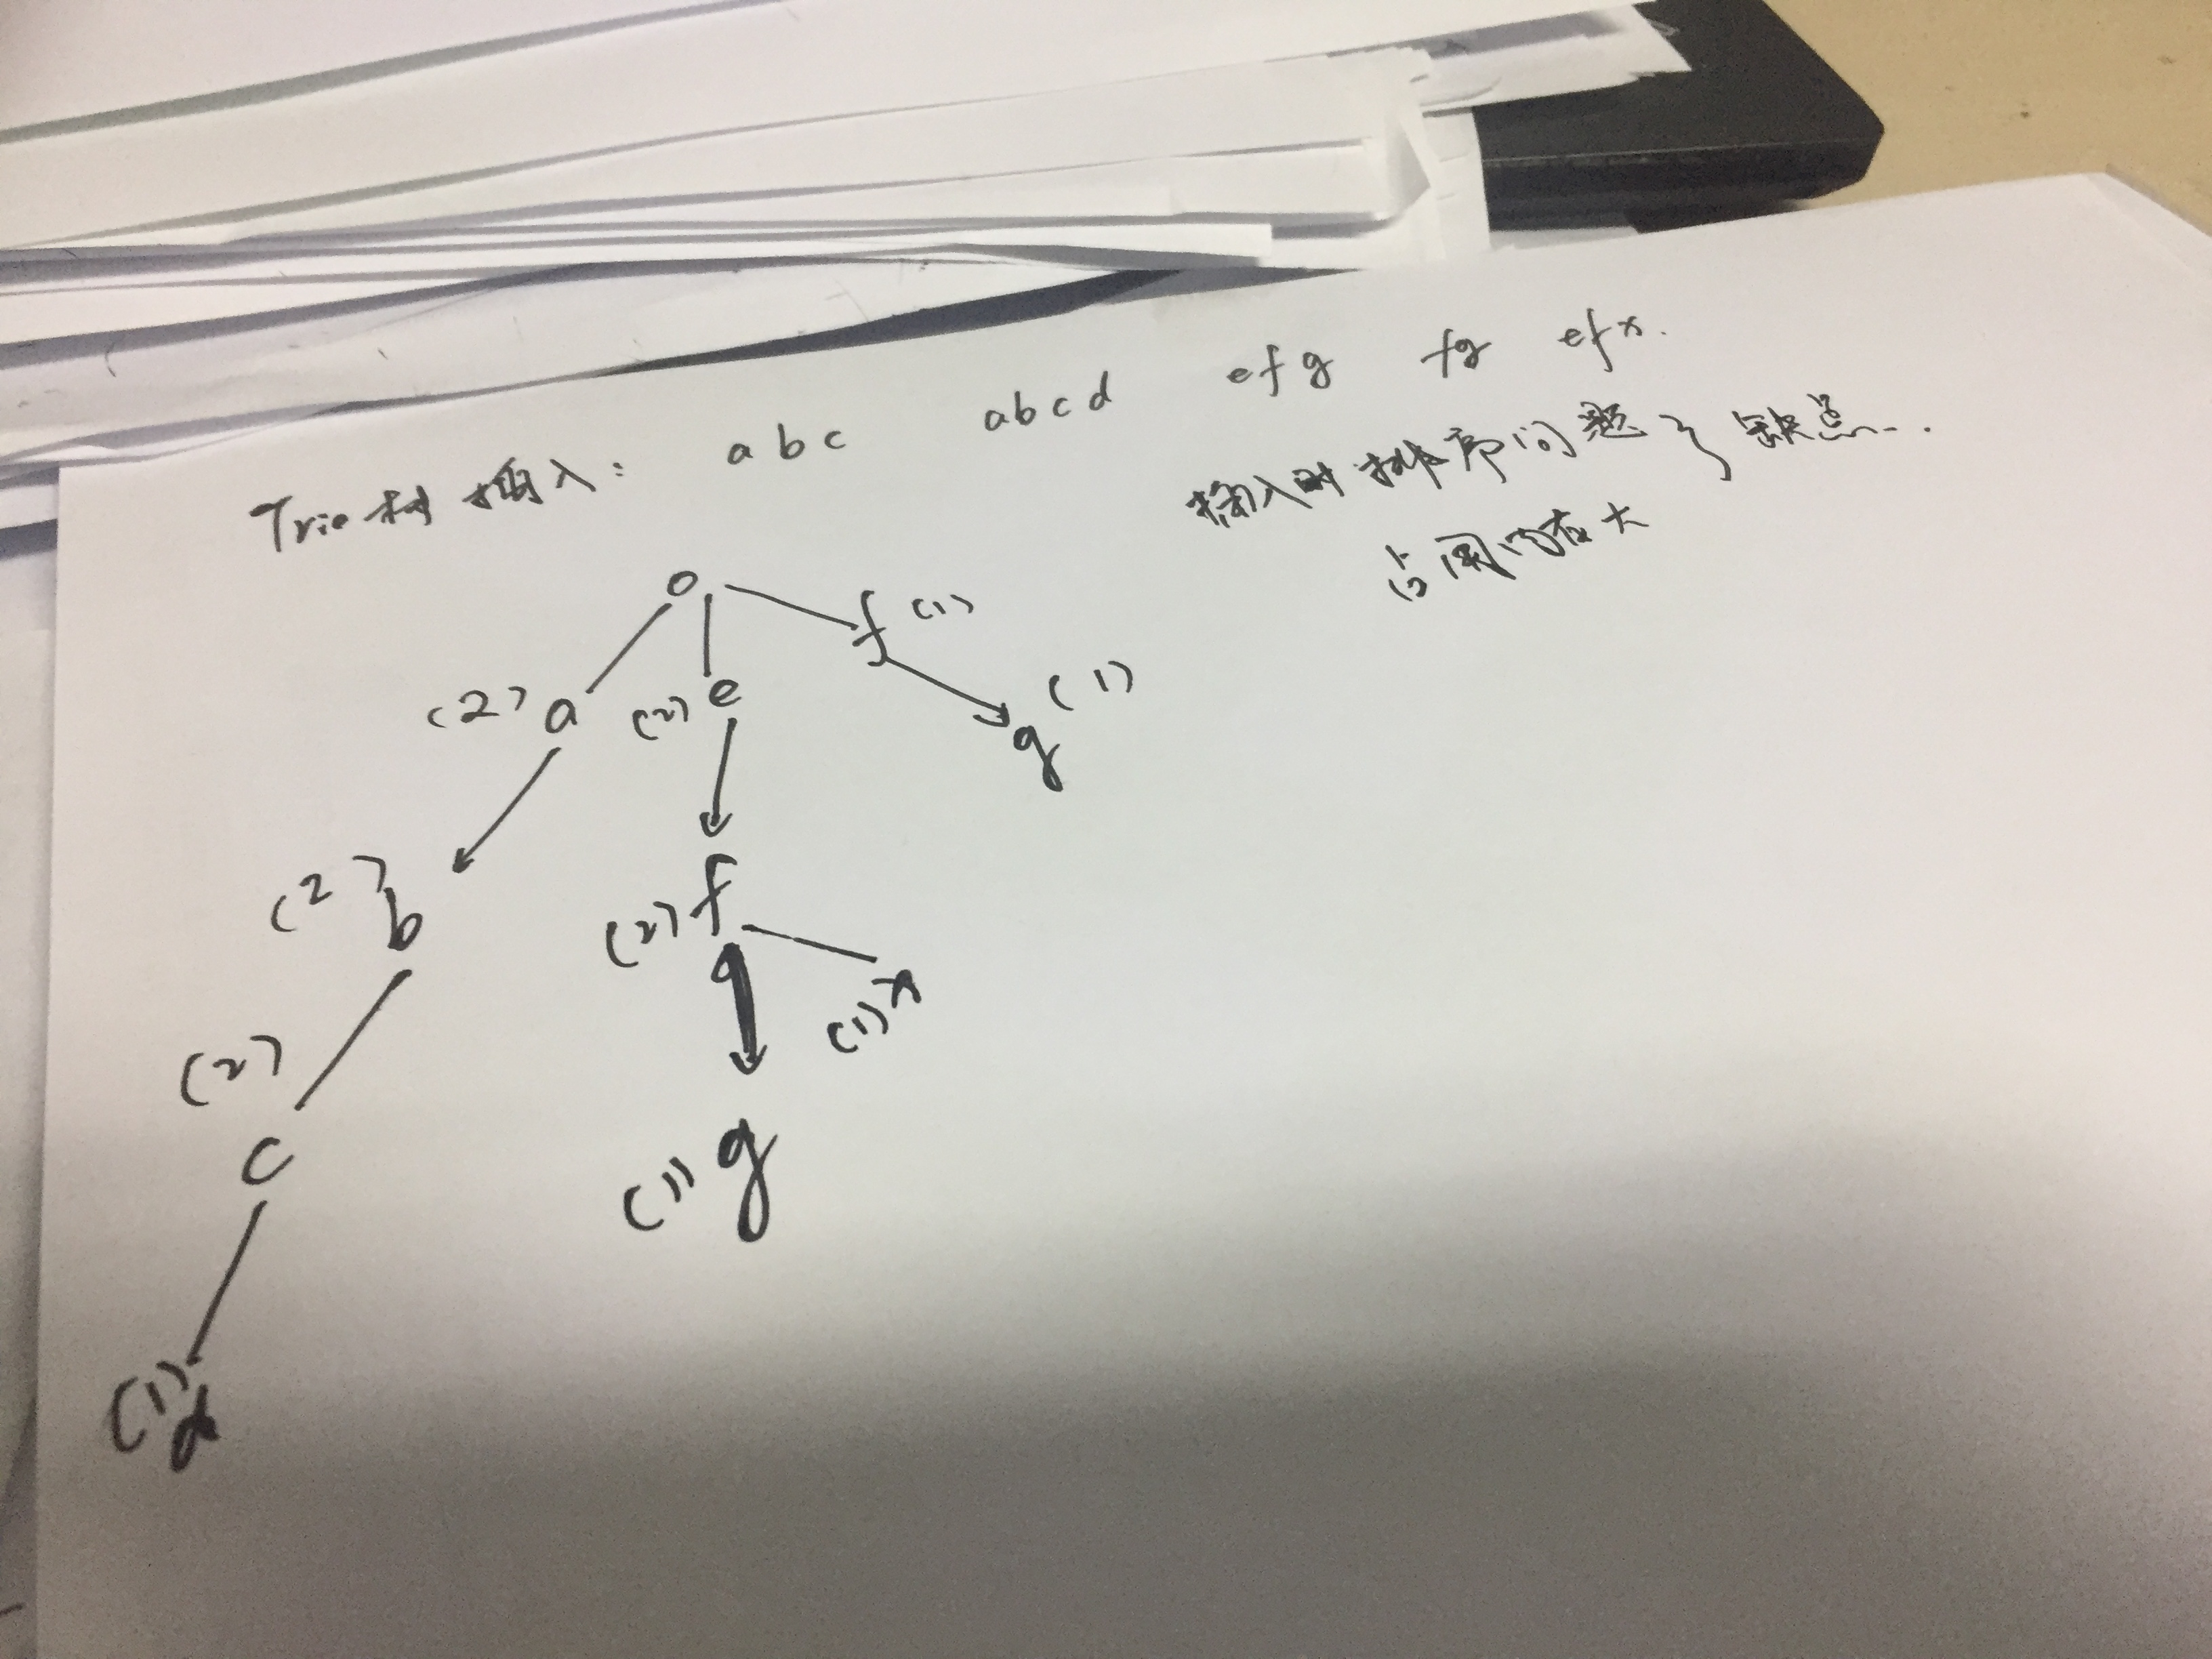 Trie树 插入: abc abcd efg fg efx.
插入时排序问题 } 缺点...
占用内存大
o
f (1)
(2) a (2) e g (1)
(2) b (2) f
(2) c (1) x
(1) g
(1) d